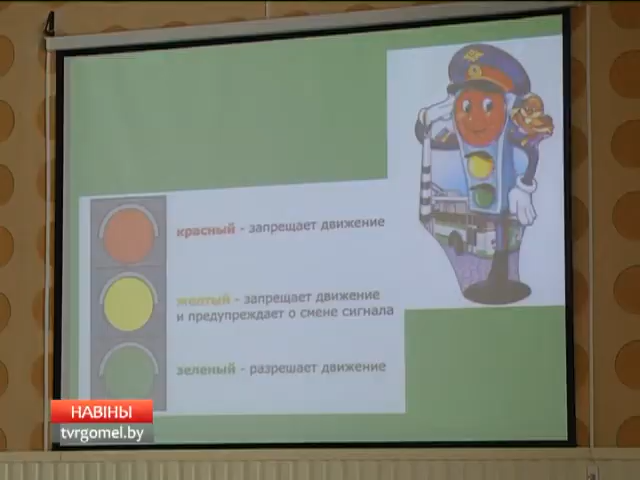 красный - запрещает движение
желтый - запрещает движение
и предупреждает о смене сигнала
зеленый - разрешает движение
НАВІНЫ
tvrgomel.by